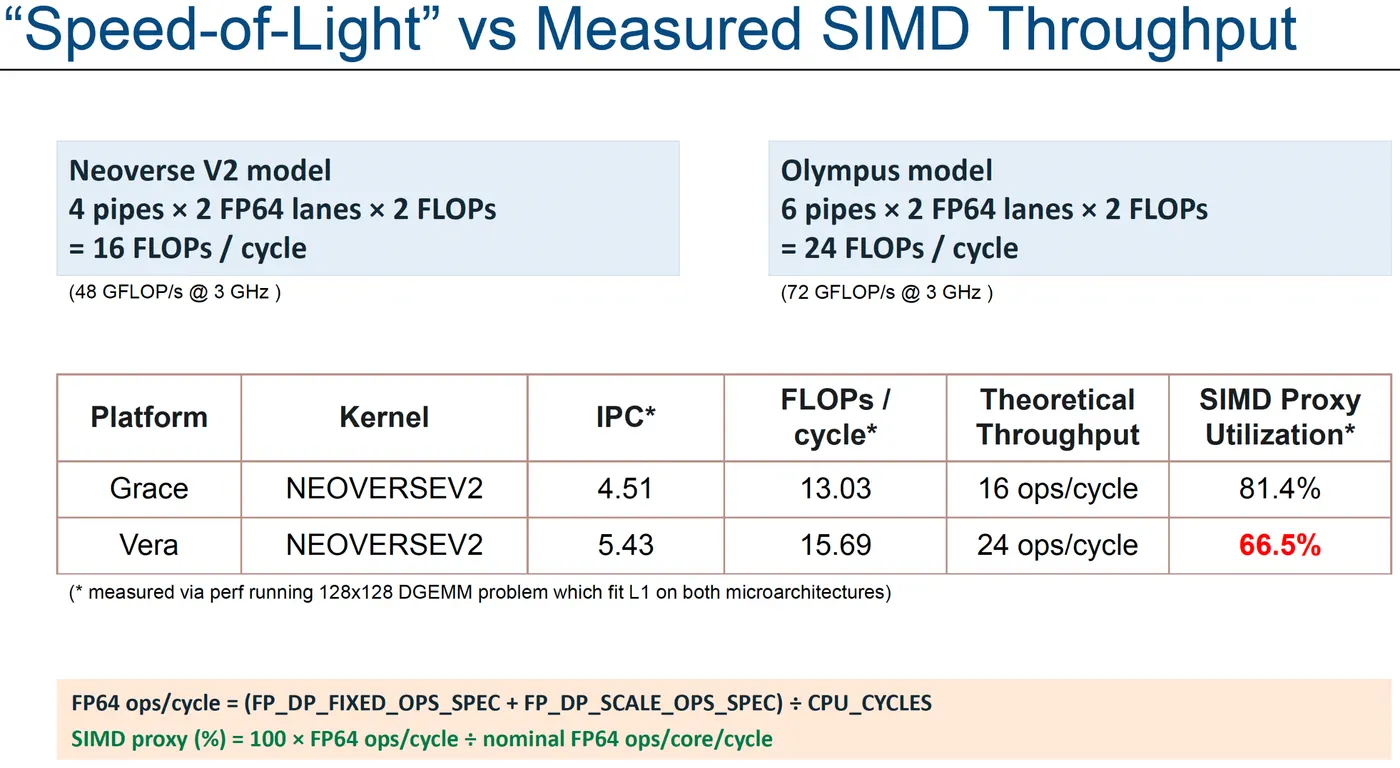 “Speed-of-Light” vs Measured SIMD Throughput
Neoverse V2 model
4 pipes × 2 FP64 lanes × 2 FLOPs
= 16 FLOPs / cycle
(48 GFLOP/s @ 3 GHz )
Olympus model
6 pipes × 2 FP64 lanes × 2 FLOPs
= 24 FLOPs / cycle
(72 GFLOP/s @ 3 GHz )
Platform Kernel IPC* FLOPs / cycle* Theoretical Throughput SIMD Proxy Utilization*
Grace NEOVERSEV2 4.51 13.03 16 ops/cycle 81.4%
Vera NEOVERSEV2 5.43 15.69 24 ops/cycle 66.5%
(* measured via perf running 128x128 DGEMM problem which fit L1 on both microarchitectures)
FP64 ops/cycle = (FP_DP_FIXED_OPS_SPEC + FP_DP_SCALE_OPS_SPEC) ÷ CPU_CYCLES
SIMD proxy (%) = 100 × FP64 ops/cycle ÷ nominal FP64 ops/core/cycle